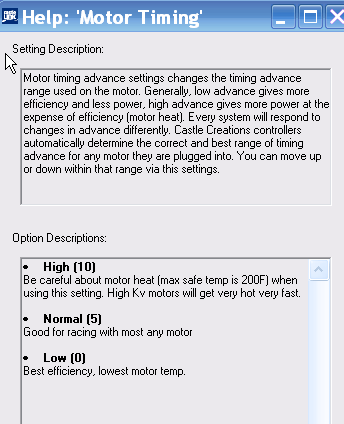 Help: 'Motor Timing'
Setting Description:
Motor timing advance settings changes the timing advance
range used on the motor. Generally, low advance gives more
efficiency and less power, high advance gives more power at the
expense of efficiency (motor heat). Every system will respond to
changes in advance differently. Castle Creations controllers
automatically determine the correct and best range of timing
advance for any motor they are plugged into. You can move up
or down within that range via this settings.
Option Descriptions:
• High (10)
Be careful about motor heat (max safe temp is 200F) when
using this setting. High Kv motors will get very hot very fast.
• Normal (5)
Good for racing with most any motor
• Low (0)
Best efficiency, lowest motor temp.